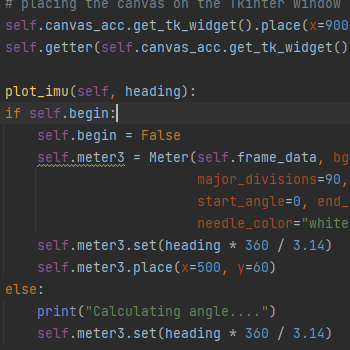 # placing the canvas on the Tkinter window
self.canvas_acc.get_tk_widget().place(x=900
self.getter(self.canvas_acc.get_tk_widget()
plot_imu(self, heading):
if self.begin:
self.begin = False
self.meter3 = Meter(self.frame_data, bg
major_divisions=90,
start_angle=0, end_
needle_color="white
self.meter3.set(heading * 360 / 3.14)
self.meter3.place(x=500, y=60)
else:
print("Calculating angle....")
self.meter3.set(heading * 360 / 3.14)